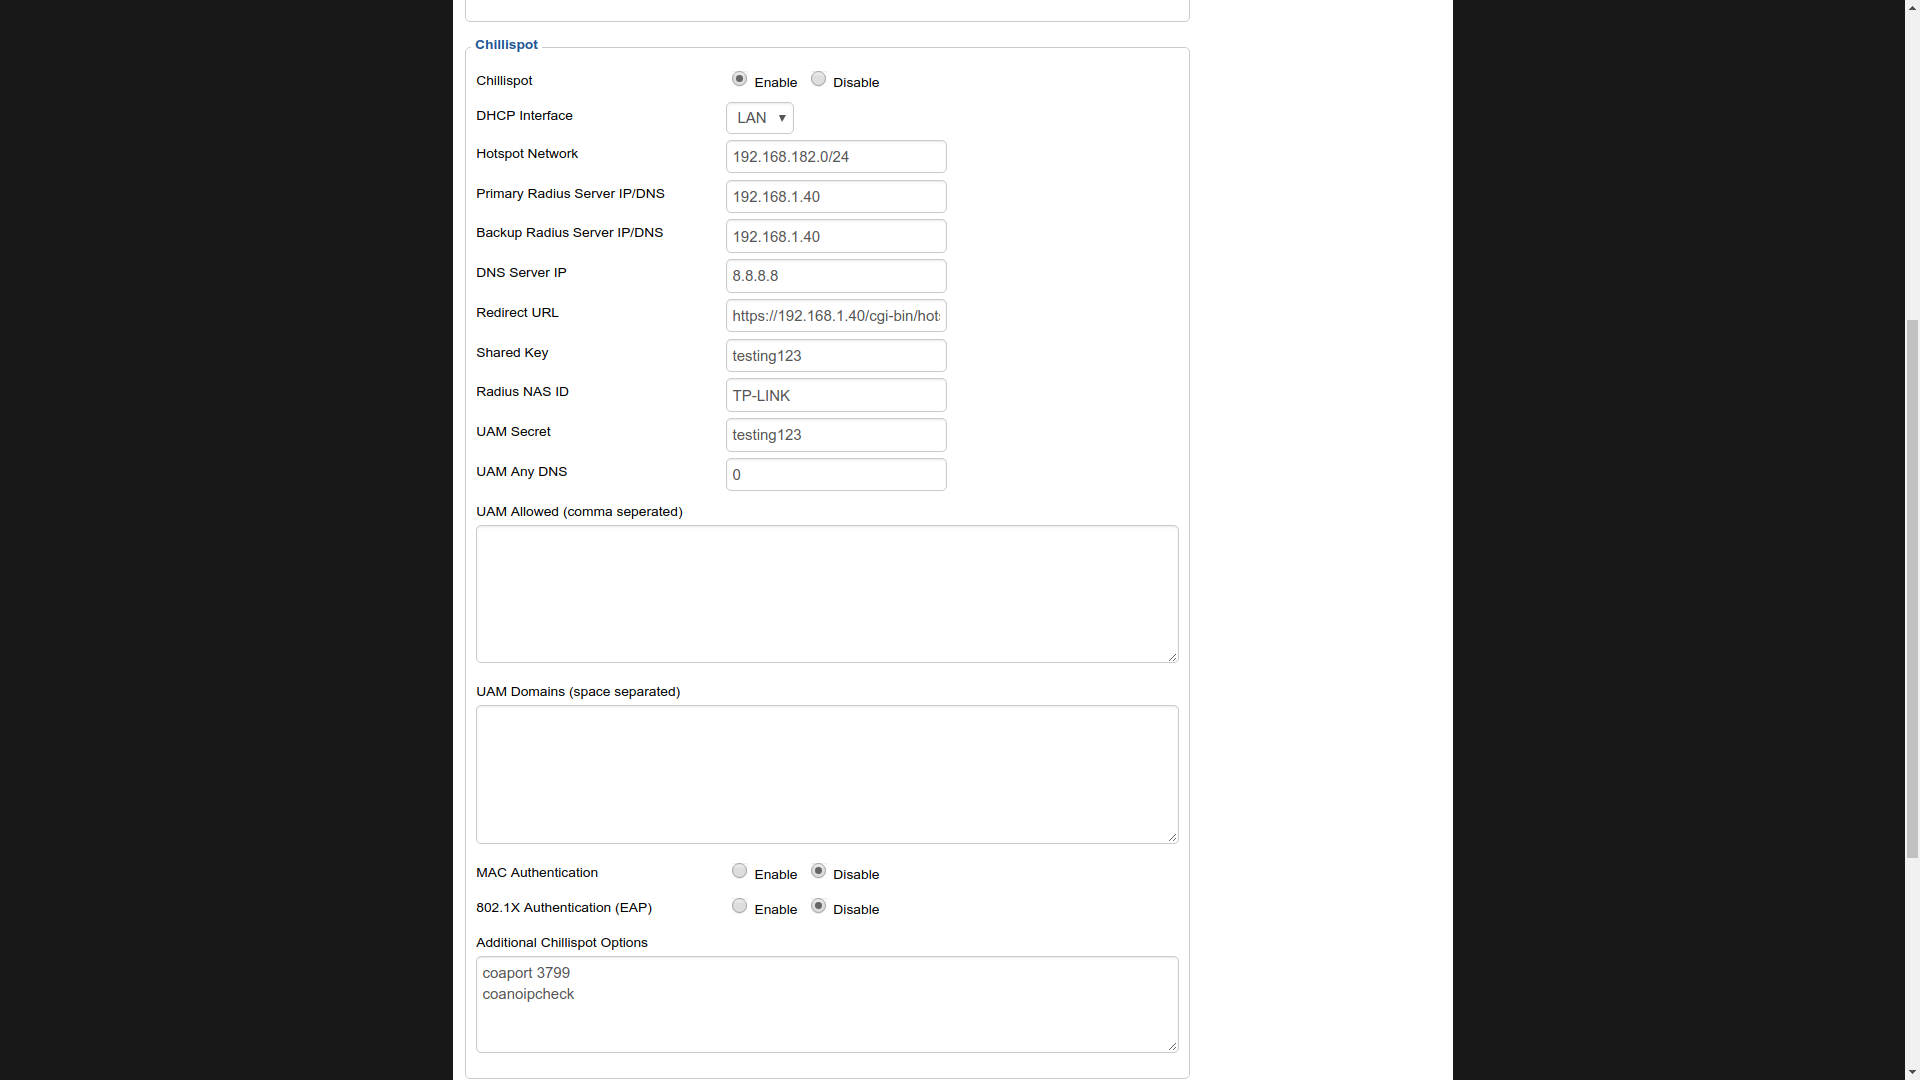 Chillispot
Chillispot Enable Disable
DHCP Interface LAN
Hotspot Network 192.168.182.0/24
Primary Radius Server IP/DNS 192.168.1.40
Backup Radius Server IP/DNS 192.168.1.40
DNS Server IP 8.8.8.8
Redirect URL https://192.168.1.40/cgi-bin/hot
Shared Key testing123
Radius NAS ID TP-LINK
UAM Secret testing123
UAM Any DNS 0
UAM Allowed (comma seperated)
UAM Domains (space separated)
MAC Authentication Enable Disable
802.1X Authentication (EAP) Enable Disable
Additional Chillispot Options
coaport 3799
coanoipcheck